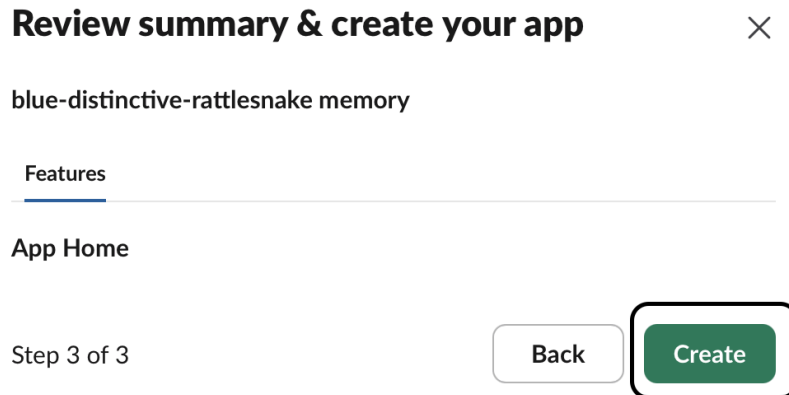 Review summary & create your app
blue-distinctive-rattlesnake memory
Features
App Home
Step 3 of 3
Back
Create